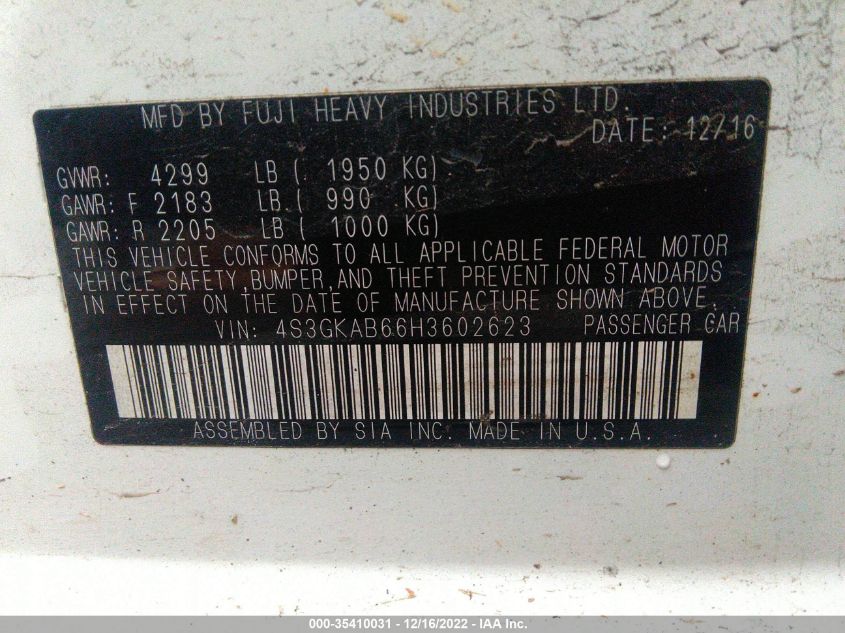 MFD BY FUJI HEAVY INDUSTRIES LTD.
DATE: 12/16
GVWR: 4299 LB ( 1950 KG)
GAWR: F 2183 LB ( 990 KG)
GAWR: R 2205 LB ( 1000 KG)
THIS VEHICLE CONFORMS TO ALL APPLICABLE FEDERAL MOTOR
VEHICLE SAFETY, BUMPER, AND THEFT PREVENTION STANDARDS
IN EFFECT ON THE DATE OF MANUFACTURE SHOWN ABOVE.
VIN: 4S3GKAB66H3602623 PASSENGER CAR
ASSEMBLED BY SIA INC. MADE IN U.S.A.
000-35410031 - 12/16/2022 - IAA Inc.